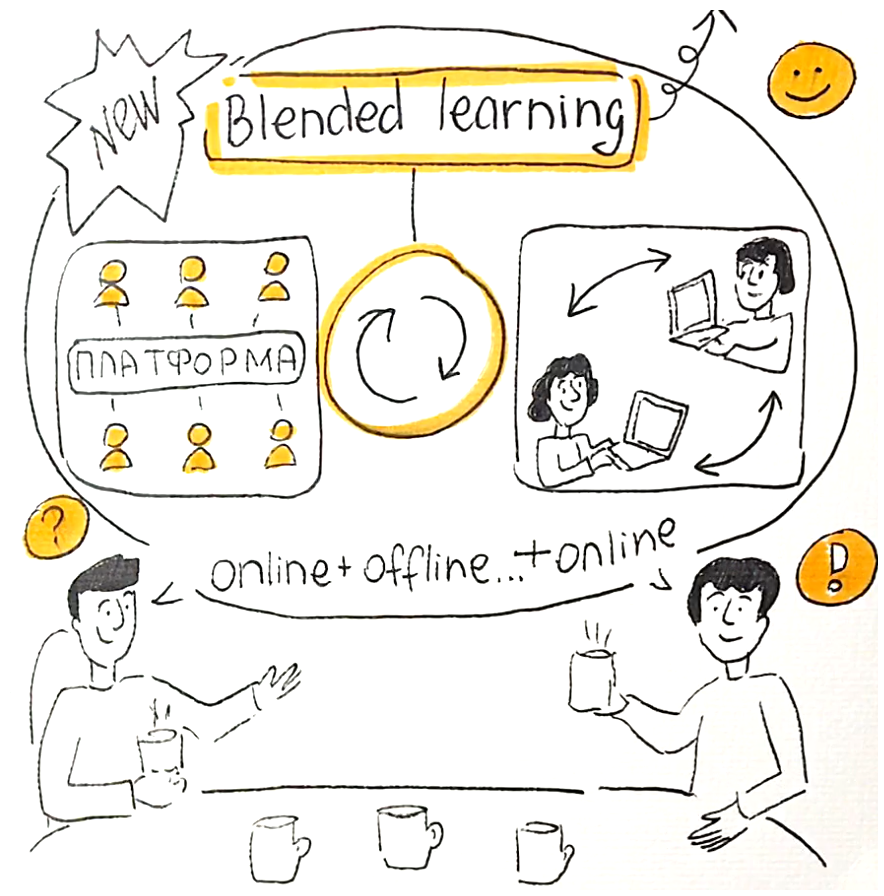 New
Blended learning
ПЛАТФОРМА
?
online + offline...+online
!